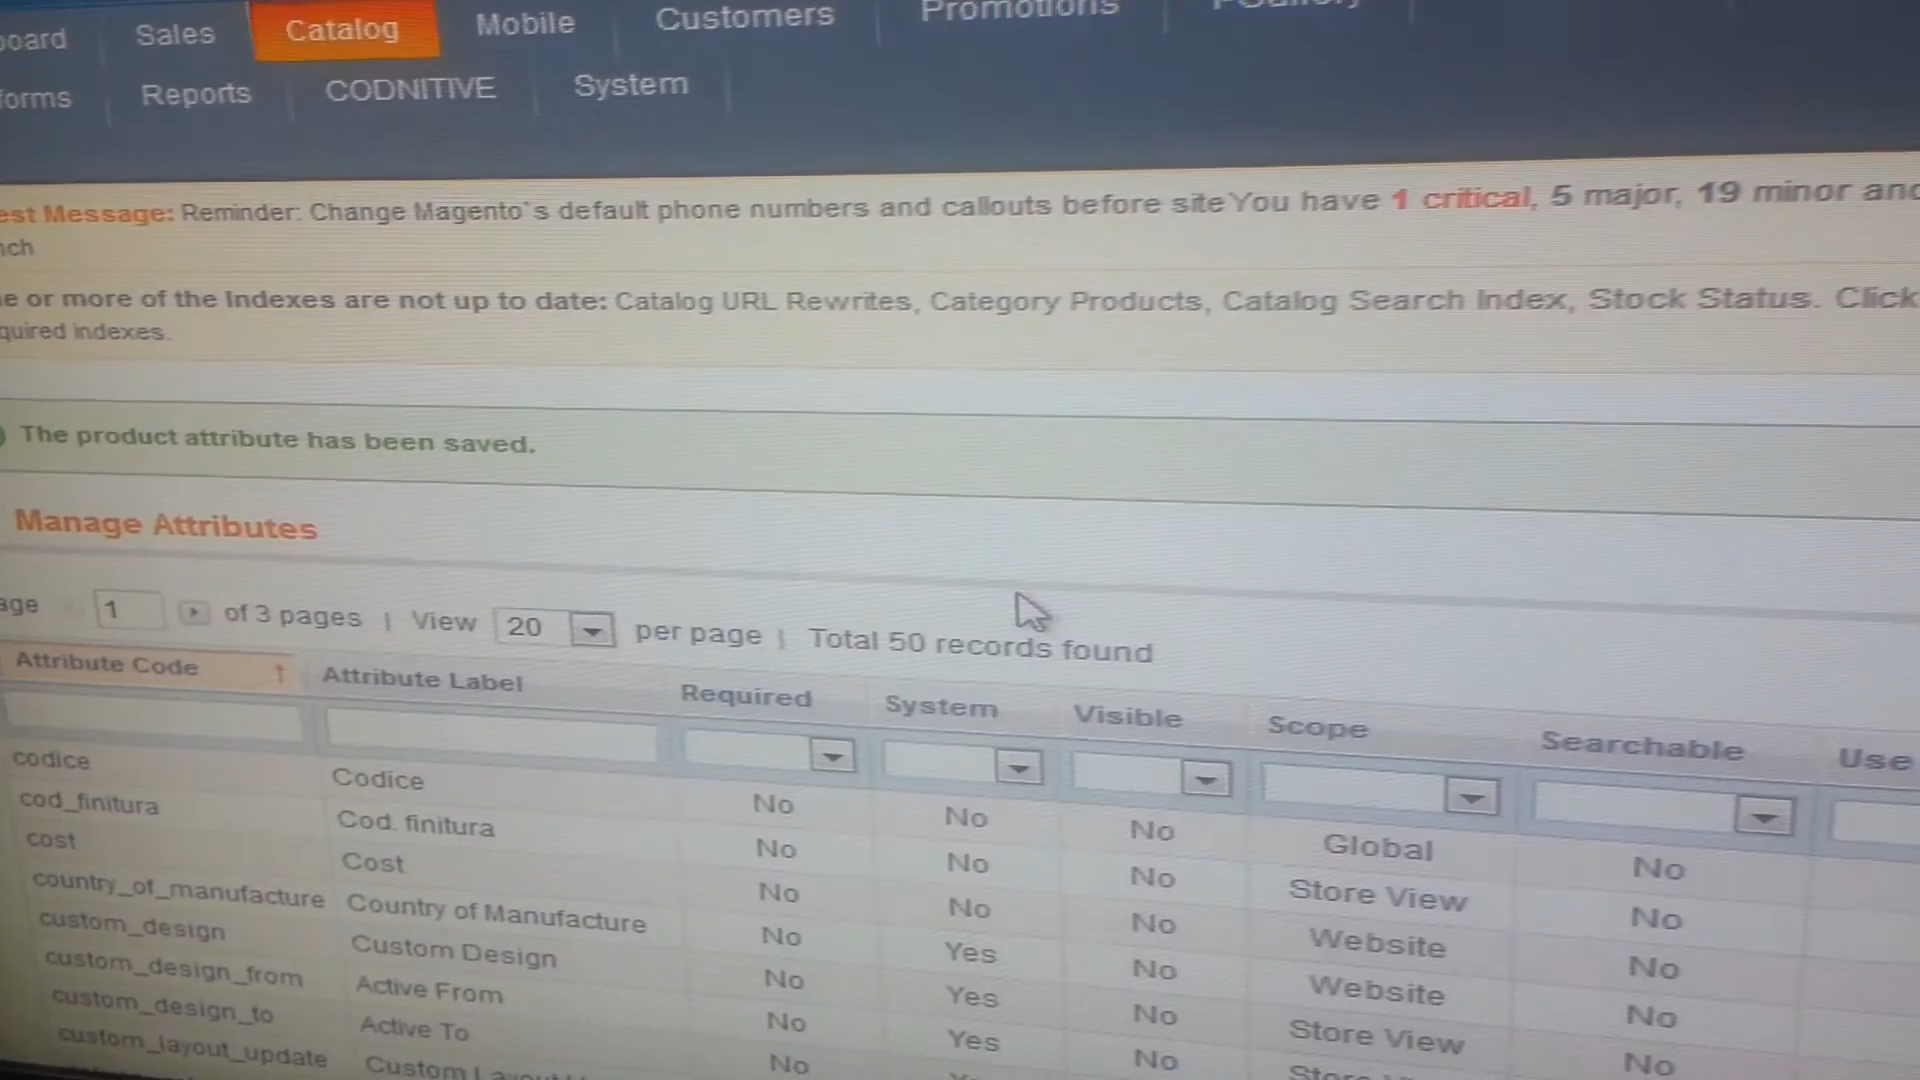 board Sales Catalog Mobile Customers Promotions
forms Reports CODNITIVE System
est Message: Reminder: Change Magento`s default phone numbers and callouts before site You have 1 critical, 5 major, 19 minor and
nch
e or more of the Indexes are not up to date: Catalog URL Rewrites, Category Products, Catalog Search Index, Stock Status. Click
quired indexes.
The product attribute has been saved.
Manage Attributes
age 1 of 3 pages | View 20 per page | Total 50 records found
Attribute Code ↑ Attribute Label Required System Visible Scope Searchable Use
codice Codice No No No Global No
cod_finitura Cod. finitura No No No Store View No
cost Cost No No No Website No
country_of_manufacture Country of Manufacture No Yes No Website No
custom_design Custom Design No Yes No Store View No
custom_design_from Active From No Yes No
custom_design_to Active To No
custom_layout_update Custom